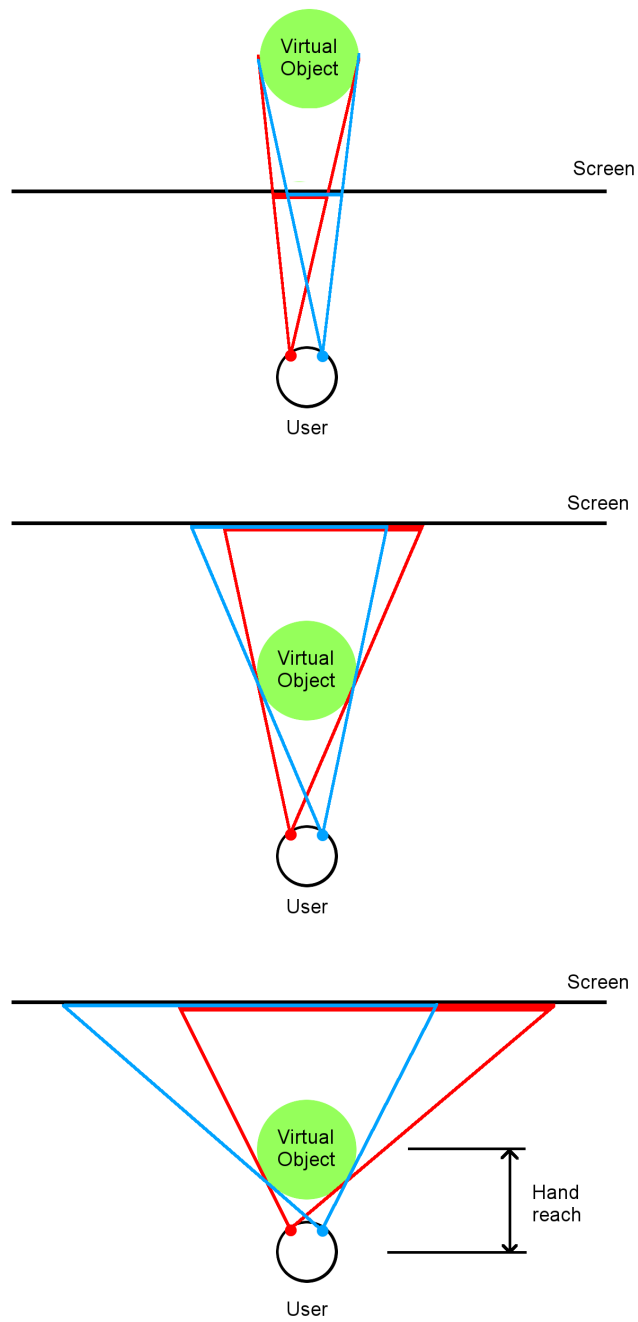 Virtual
Object
Screen
User
Screen
Virtual
Object
User
Screen
Virtual
Object
Hand
reach
User